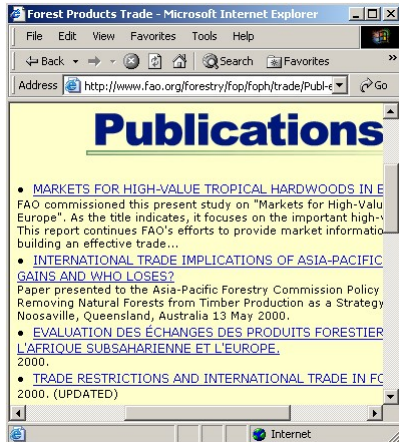 Forest Products Trade - Microsoft Internet Explorer
File Edit View Favorites Tools Help
Back Search Favorites »
Address http://www.fao.org/forestry/fop/foph/trade/Publ-e Go
Publications
• MARKETS FOR HIGH-VALUE TROPICAL HARDWOODS IN E
FAO commissioned this present study on "Markets for High-Valu
Europe". As the title indicates, it focuses on the important high-v
This report continues FAO's efforts to provide market informatio
building an effective trade...
• INTERNATIONAL TRADE IMPLICATIONS OF ASIA-PACIFIC
GAINS AND WHO LOSES?
Paper presented to the Asia-Pacific Forestry Commission Policy
Removing Natural Forests from Timber Production as a Strategy
Noosaville, Queensland, Australia 13 May 2000.
• EVALUATION DES ÉCHANGES DES PRODUITS FORESTIER
L'AFRIQUE SUBSAHARIENNE ET L'EUROPE.
2000.
• TRADE RESTRICTIONS AND INTERNATIONAL TRADE IN FO
2000. (UPDATED)
Internet